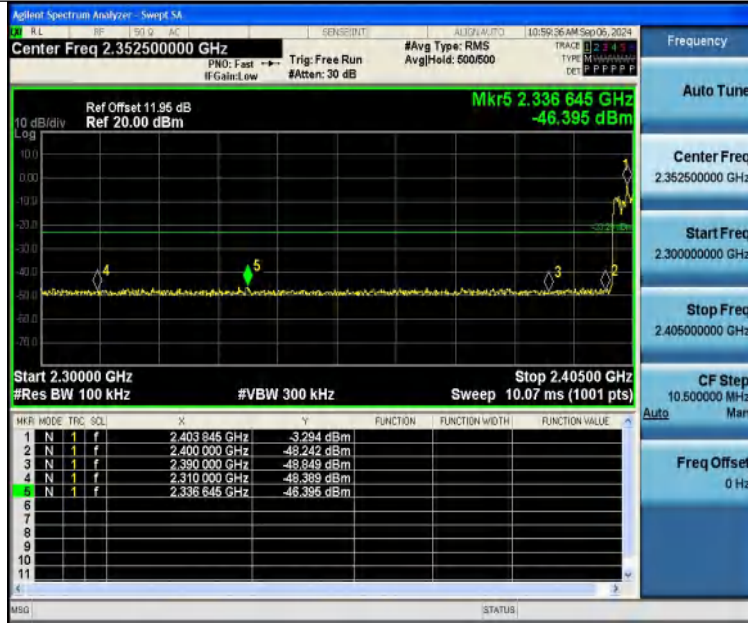 Agilent Spectrum Analyzer - Swept SA
RL RF 50 Ω AC SENSE:INT ALIGN AUTO 10:59:36 AM Sep 06, 2024
Center Freq 2.352500000 GHz
PNO: Fast
IFGain:Low
Trig: Free Run
#Atten: 30 dB
#Avg Type: RMS
Avg|Hold: 500/500
TRACE 1 2 3 4 5
TYPE M
DET P P P P P P
Ref Offset 11.95 dB
Ref 20.00 dBm
10 dB/div
Log
Mkr5 2.336 645 GHz
-46.395 dBm
10.0
0.00
-10.0
-20.0
-30.0
-40.0
-50.0
-60.0
-70.0
1
4
5
3
2
Start 2.30000 GHz
Stop 2.40500 GHz
#Res BW 100 kHz
#VBW 300 kHz
Sweep 10.07 ms (1001 pts)
MKR MODE TRC SCL X Y FUNCTION FUNCTION WIDTH FUNCTION VALUE
1 N 1 f 2.403 845 GHz -3.294 dBm
2 N 1 f 2.400 000 GHz -48.242 dBm
3 N 1 f 2.390 000 GHz -48.849 dBm
4 N 1 f 2.310 000 GHz -48.389 dBm
5 N 1 f 2.336 645 GHz -46.395 dBm
6
7
8
9
10
11
MSG
STATUS
Frequency
Auto Tune
Center Freq
2.352500000 GHz
Start Freq
2.300000000 GHz
Stop Freq
2.405000000 GHz
CF Step
10.500000 MHz
Auto Man
Freq Offset
0 Hz